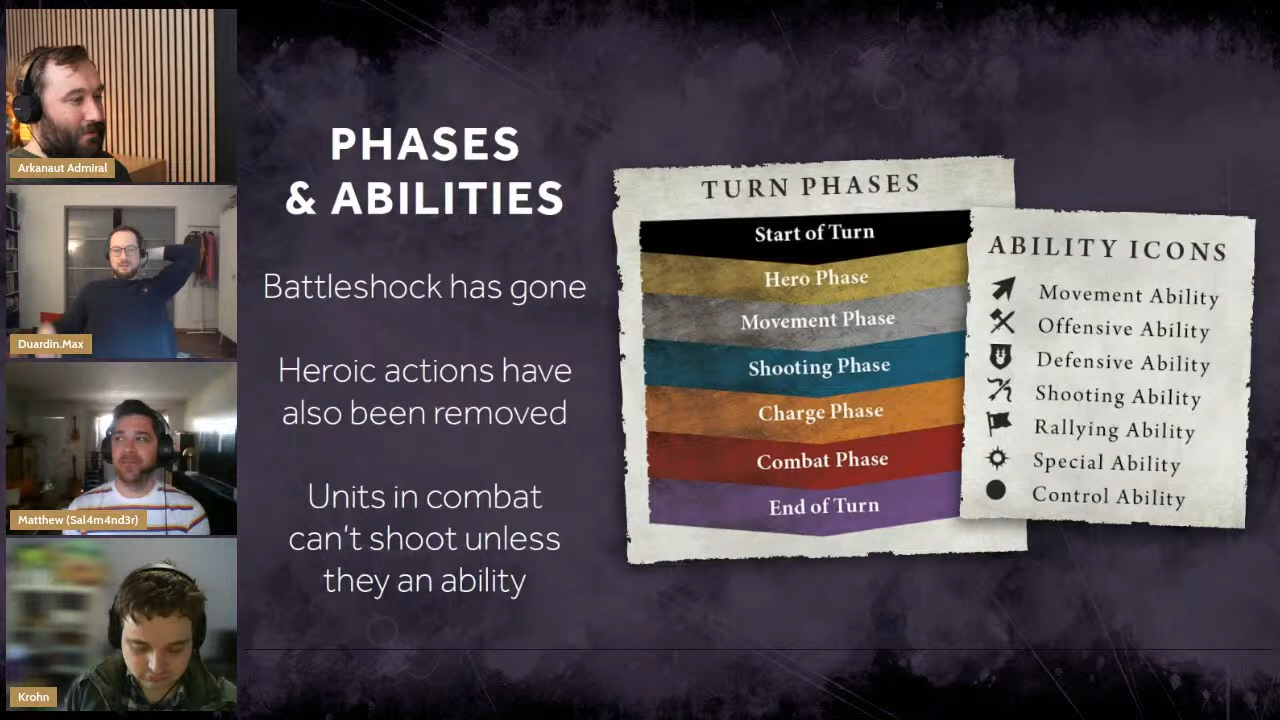 Arkanaut Admiral
Duardin.Max
Matthew (Sal4m4nd3r)
Krohn
PHASES
& ABILITIES
Battleshock has gone
Heroic actions have
also been removed
Units in combat
can't shoot unless
they an ability
TURN PHASES
Start of Turn
Hero Phase
Movement Phase
Shooting Phase
Charge Phase
Combat Phase
End of Turn
ABILITY ICONS
Movement Ability
Offensive Ability
Defensive Ability
Shooting Ability
Rallying Ability
Special Ability
Control Ability